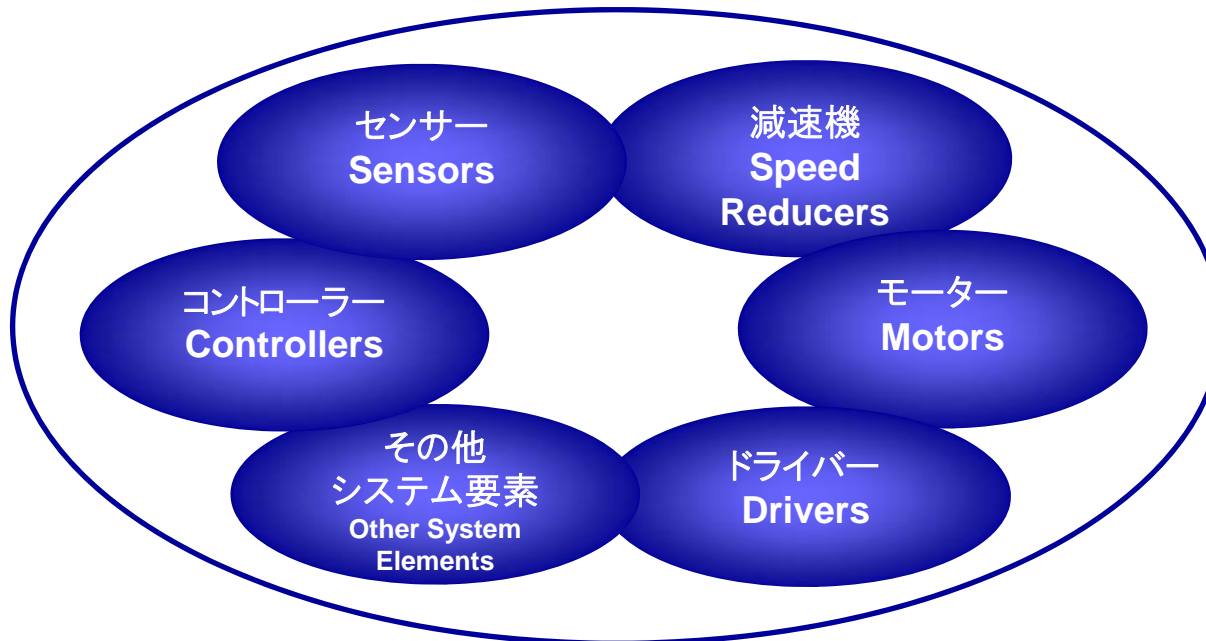 センサー
Sensors
減速機
Speed
Reducers
コントローラー
Controllers
モーター
Motors
その他
システム要素
Other System
Elements
ドライバー
Drivers